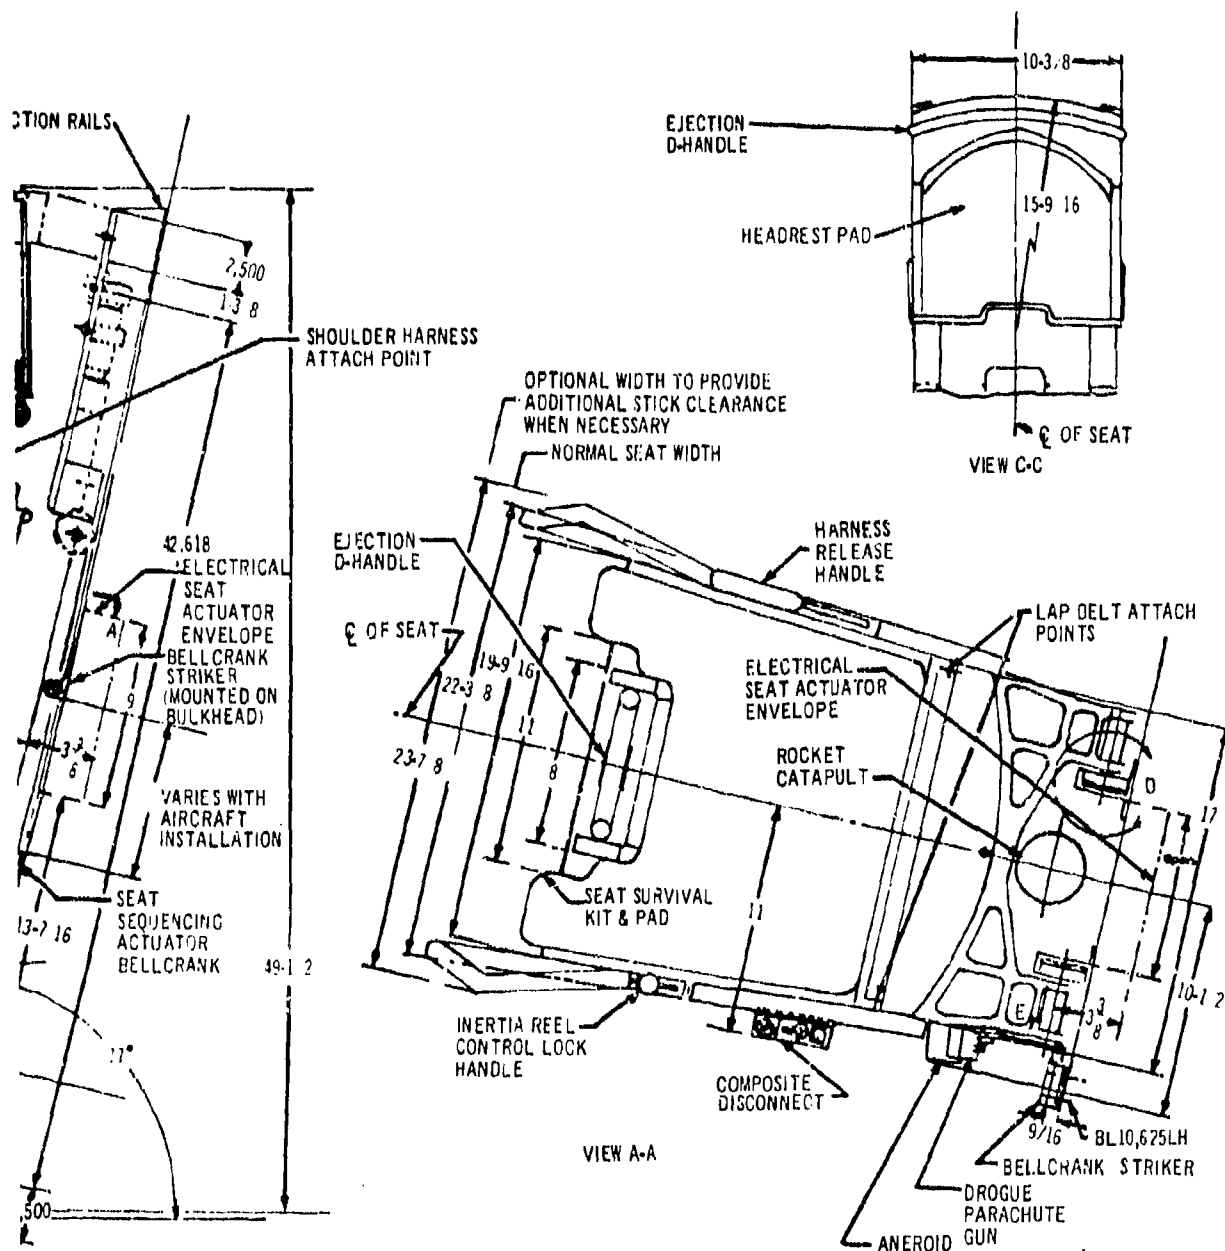 10-3/8
EJECTION
D-HANDLE
15-9 16
HEADREST PAD
℄ OF SEAT
VIEW C-C
CTION RAILS
2,500
1-3 8
SHOULDER HARNESS
ATTACH POINT
42.618
ELECTRICAL
SEAT
ACTUATOR
ENVELOPE
A
BELLCRANK
STRIKER
(MOUNTED ON
BULKHEAD)
9
VARIES WITH
AIRCRAFT
INSTALLATION
SEAT
SEQUENCING
ACTUATOR
BELLCRANK
13-7 16
49-1 2
,500
OPTIONAL WIDTH TO PROVIDE
ADDITIONAL STICK CLEARANCE
WHEN NECESSARY
NORMAL SEAT WIDTH
EJECTION
D-HANDLE
℄ OF SEAT
HARNESS
RELEASE
HANDLE
LAP BELT ATTACH
POINTS
ELECTRICAL
SEAT ACTUATOR
ENVELOPE
ROCKET
CATAPULT
19-9 16
22-3 8
23-7 8
11
8
D
17
11
SEAT SURVIVAL
KIT & PAD
10-1 2
E
3 3/8
INERTIA REEL
CONTROL LOCK
HANDLE
COMPOSITE
DISCONNECT
9/16
BL10,625LH
BELLCRANK STRIKER
DROGUE
PARACHUTE
GUN
ANEROID
VIEW A-A